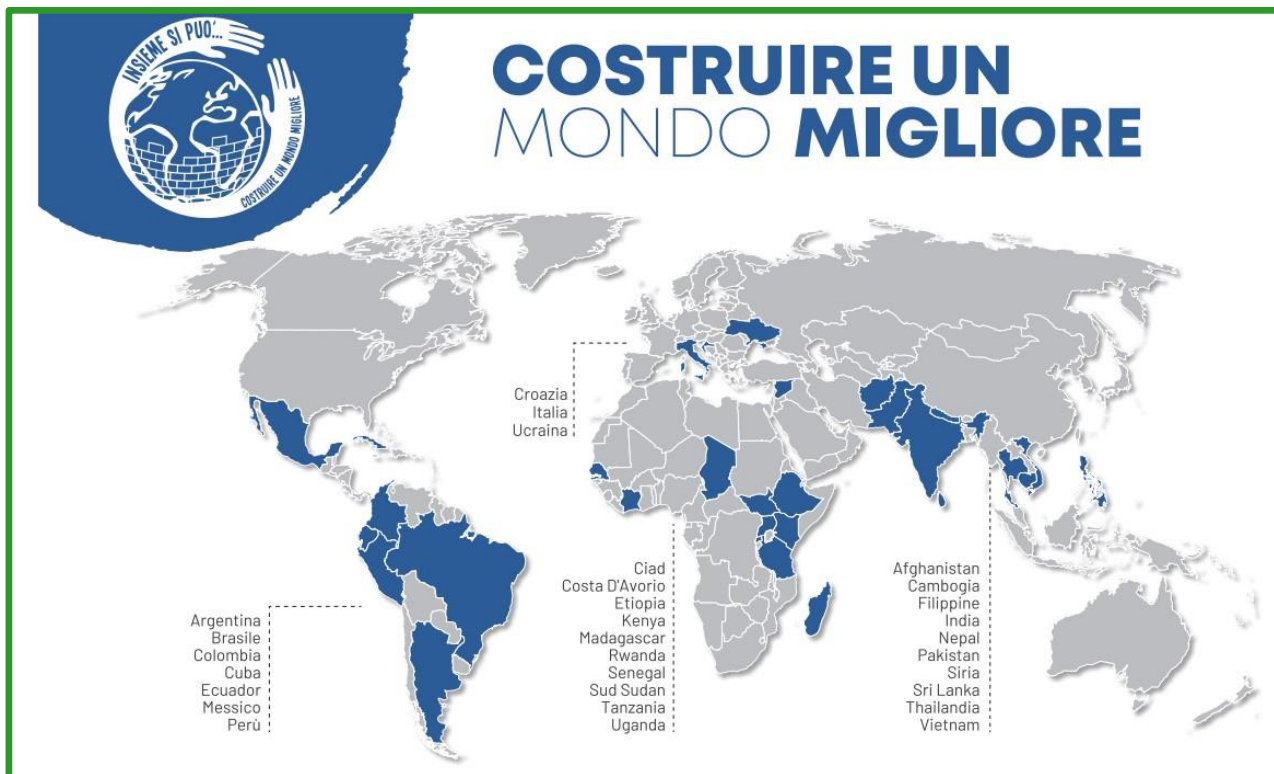 INSIEME SI PUO'...
COSTRUIRE UN MONDO MIGLIORE
COSTRUIRE UN
MONDO MIGLIORE
Croazia
Italia
Ucraina
Argentina
Brasile
Colombia
Cuba
Ecuador
Messico
Perù
Ciad
Costa D'Avorio
Etiopia
Kenya
Madagascar
Rwanda
Senegal
Sud Sudan
Tanzania
Uganda
Afghanistan
Cambogia
Filippine
India
Nepal
Pakistan
Siria
Sri Lanka
Thailandia
Vietnam